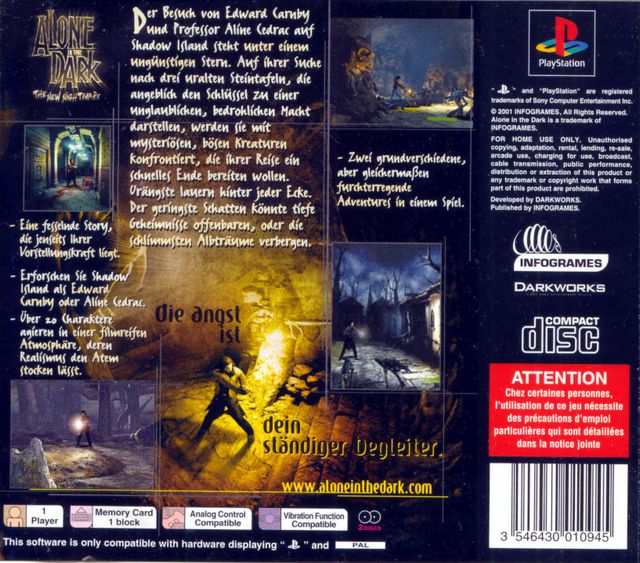 ALONE
IN THE
DARK
THE NEW NIGHTMARE
Der Besuch von Edward Carnby
und Professor Aline Cedrac auf
Shadow Island steht unter einem
ungünstigen Stern. Auf ihrer Suche
nach drei uralten Steintafeln, die
angeblich den Schlüssel zu einer
unglaublichen, bedrohlichen Macht
darstellen, werden sie mit
mysteriösen, bösen Kreaturen
konfrontiert, die ihrer Reise ein
schnelles Ende bereiten wollen.
Urängste lauern hinter jeder Ecke.
Der geringste Schatten könnte tiefe
Geheimnisse offenbaren, oder die
schlimmsten Albträume verbergen.
- Eine fesselnde Story,
die jenseits Ihrer
Vorstellungskraft liegt.
- Erforschen Sie Shadow
Island als Edward
Carnby oder Aline Cedrac.
- Über 20 Charaktere
agieren in einer filmreifen
Atmosphäre, deren
Realismus den Atem
stocken lässt.
- Zwei grundverschiedene,
aber gleichermaßen
furchterregende
Adventures in einem Spiel.
die angst
ist
dein
ständiger Begleiter.
www.aloneinthedark.com
1
Player
Memory Card
1 block
Analog Control
Compatible
Vibration Function
Compatible
2 DISCS
This software is only compatible with hardware displaying " " and PAL
PlayStation
" " and "PlayStation" are registered
trademarks of Sony Computer Entertainment Inc.
© 2001 INFOGRAMES, All Rights Reserved.
Alone in the Dark is a trademark of
INFOGRAMES.
FOR HOME USE ONLY. Unauthorised
copying, adaptation, rental, lending, re-sale,
arcade use, charging for use, broadcast,
cable transmission, public performance,
distribution or extraction of this product or
any trademark or copyright work that forms
part of this product are prohibited.
Developed by DARKWORKS.
Published by INFOGRAMES.
INFOGRAMES
DARKWORKS
COMPACT
disc
ATTENTION
Chez certaines personnes,
l'utilisation de ce jeu nécessite
des précautions d'emploi
particulières qui sont détaillées
dans la notice jointe
3 546430 010945